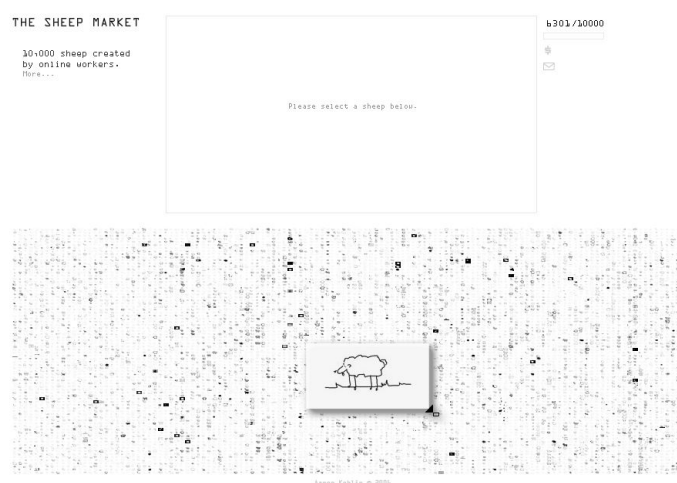 THE SHEEP MARKET
10,000 sheep created
by online workers.
More...
Please select a sheep below.
6301/10000